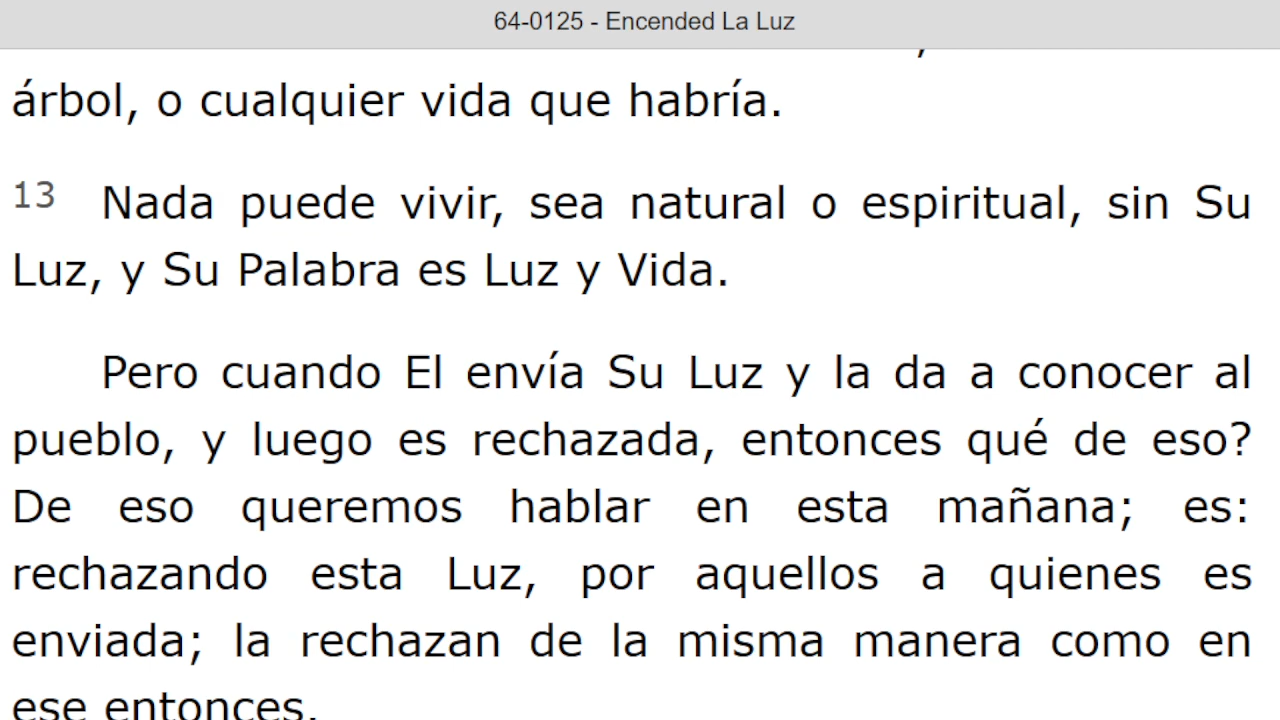 64-0125 - Encended La Luz
árbol, o cualquier vida que habría.
13 Nada puede vivir, sea natural o espiritual, sin Su
Luz, y Su Palabra es Luz y Vida.
Pero cuando El envía Su Luz y la da a conocer al
pueblo, y luego es rechazada, entonces qué de eso?
De eso queremos hablar en esta mañana; es:
rechazando esta Luz, por aquellos a quienes es
enviada; la rechazan de la misma manera como en
ese entonces.